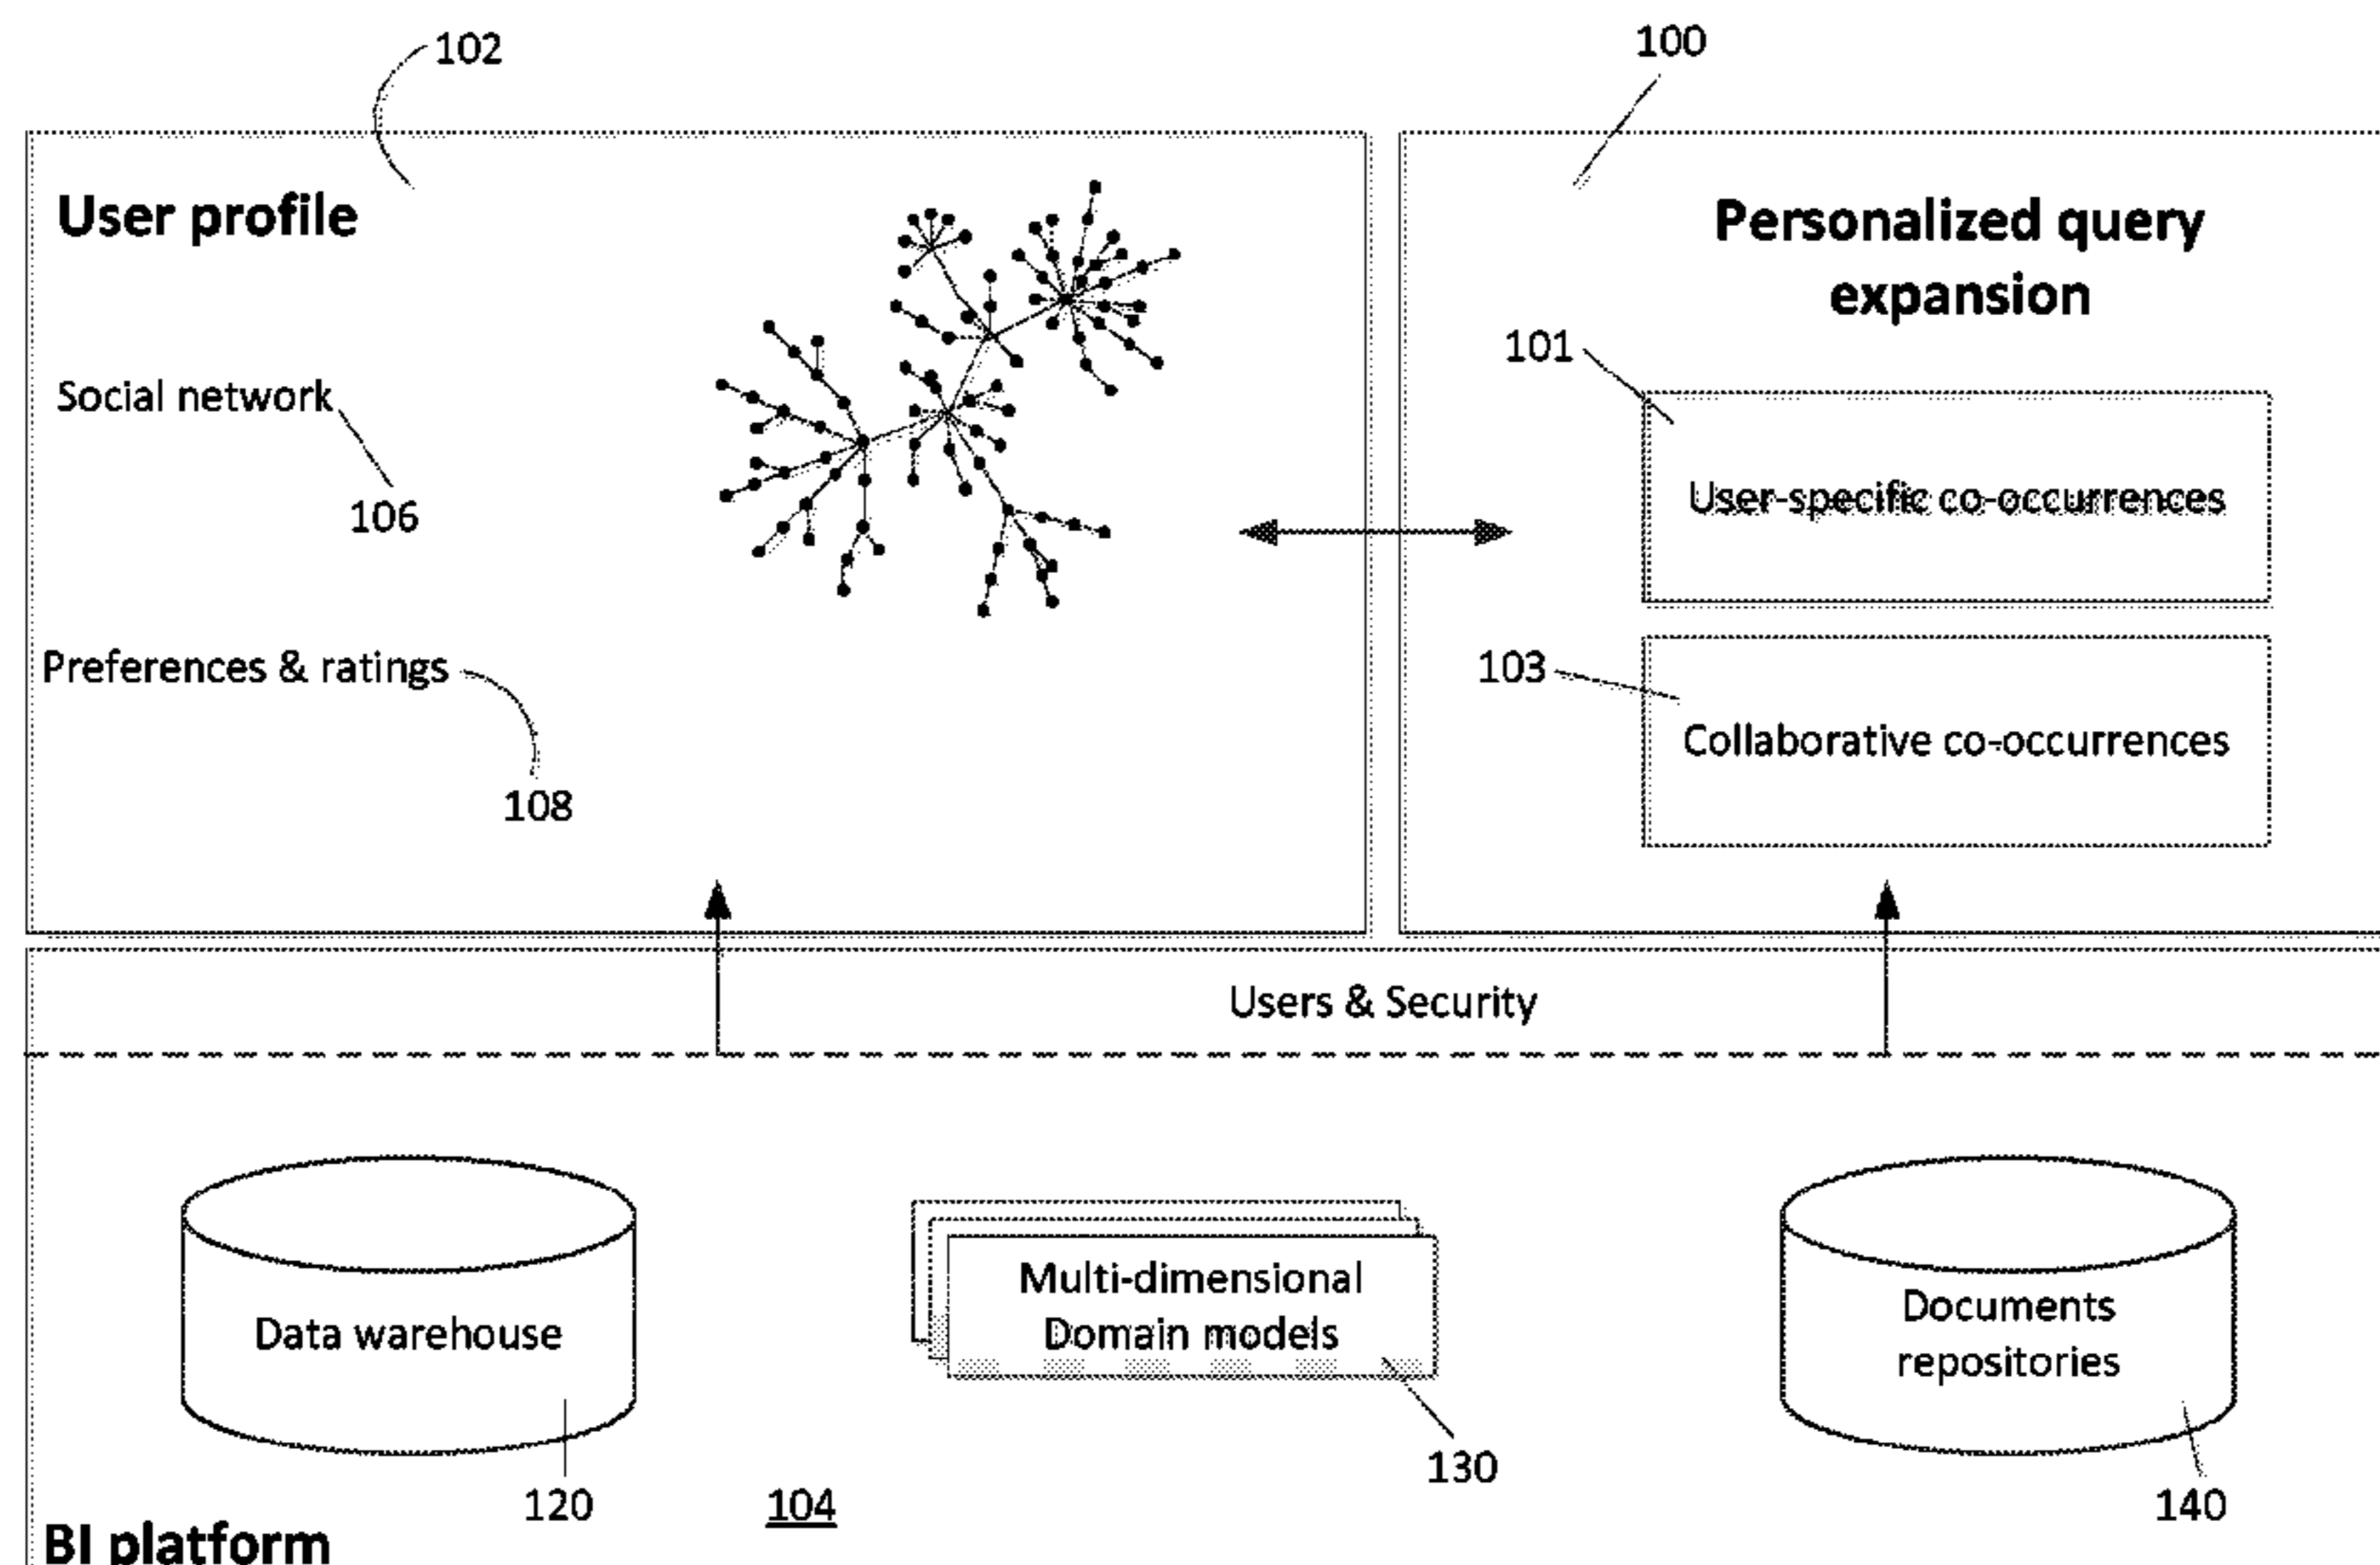 102
100
User profile
Personalized query
expansion
101
Social network
106
User-specific co-occurrences
Preferences & ratings
103
108
Collaborative co-occurrences
Users & Security
Data warehouse
Multi-dimensional
Domain models
Documents
repositories
120
104
130
140
BI platform